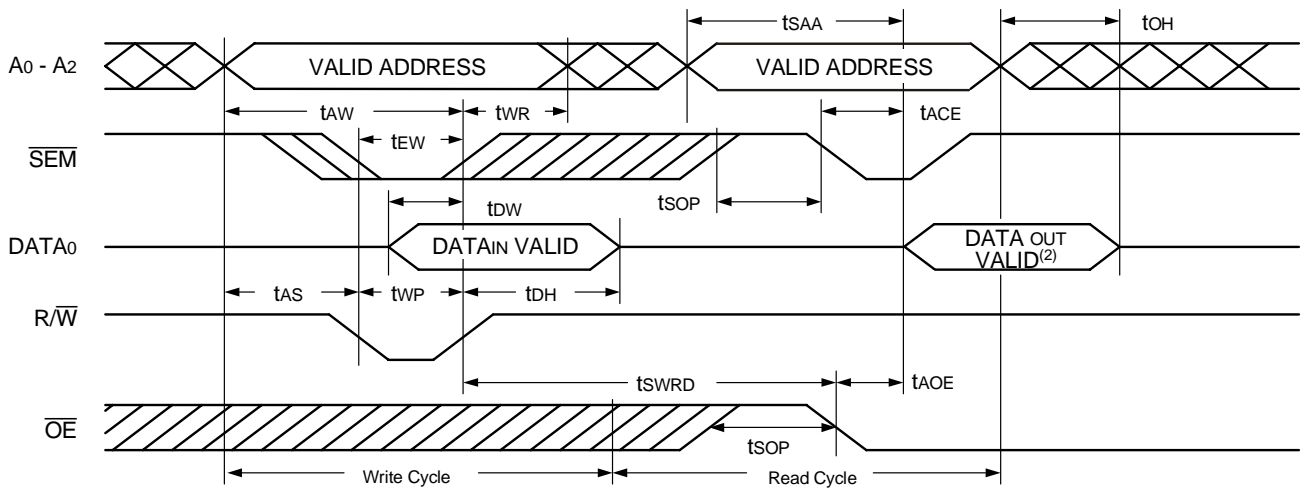 tSAA
tOH
A0 - A2
VALID ADDRESS
VALID ADDRESS
tAW
tWR
tACE
tEW
SEM
tSOP
tDW
DATA0
DATAIN VALID
DATA OUT
VALID(2)
tAS
tWP
tDH
R/W
tSWRD
tAOE
OE
tSOP
Write Cycle
Read Cycle